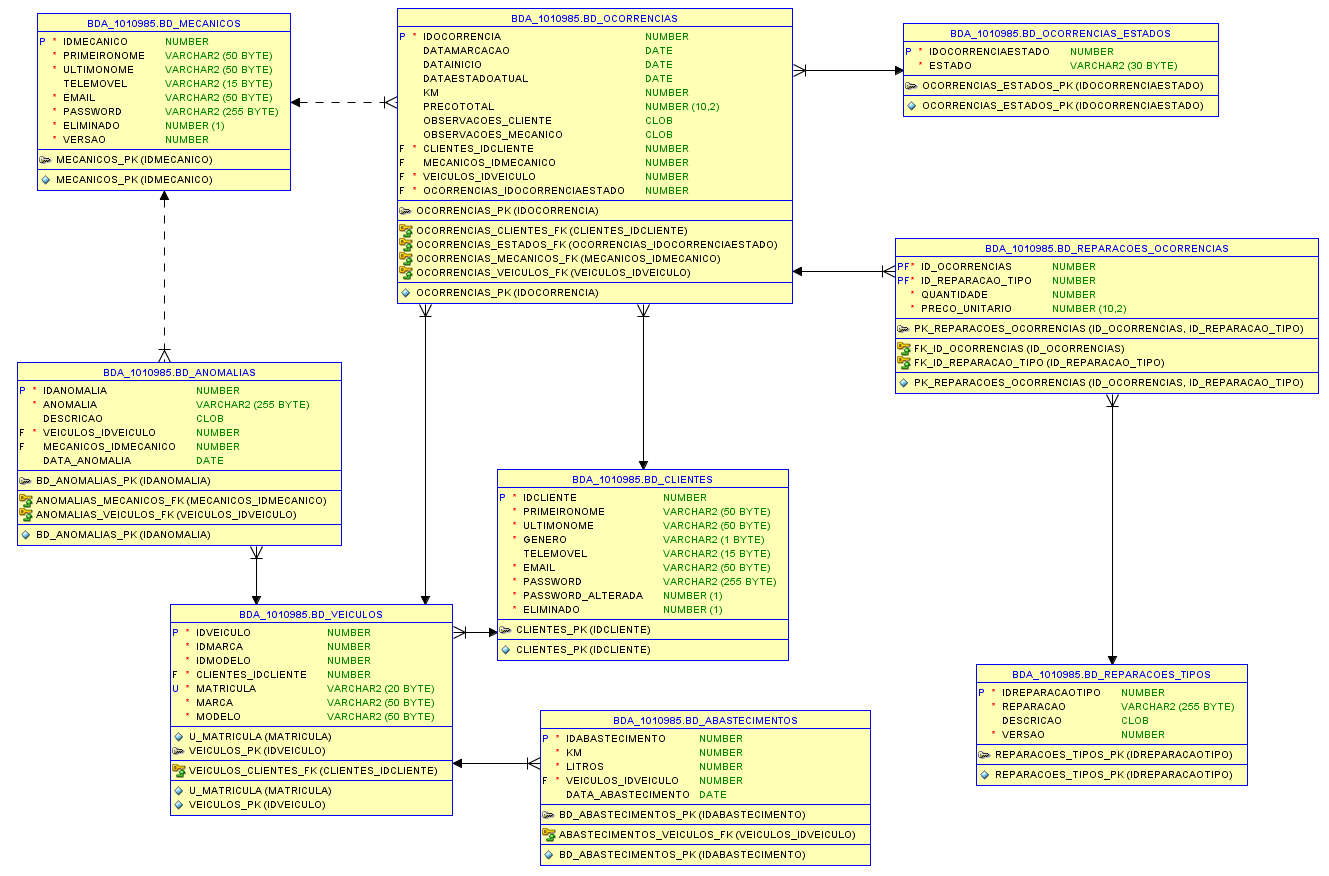 BDA_1010985.BD_MECANICOS
P * IDMECANICO NUMBER
* PRIMEIRONOME VARCHAR2 (50 BYTE)
* ULTIMONOME VARCHAR2 (50 BYTE)
TELEMOVEL VARCHAR2 (15 BYTE)
* EMAIL VARCHAR2 (50 BYTE)
* PASSWORD VARCHAR2 (255 BYTE)
* ELIMINADO NUMBER (1)
* VERSAO NUMBER
MECANICOS_PK (IDMECANICO)
MECANICOS_PK (IDMECANICO)
BDA_1010985.BD_OCORRENCIAS
P * IDOCORRENCIA NUMBER
DATAMARCACAO DATE
DATAINICIO DATE
DATAESTADOATUAL DATE
KM NUMBER
PRECOTOTAL NUMBER (10,2)
OBSERVACOES_CLIENTE CLOB
OBSERVACOES_MECANICO CLOB
F * CLIENTES_IDCLIENTE NUMBER
F MECANICOS_IDMECANICO NUMBER
F * VEICULOS_IDVEICULO NUMBER
F * OCORRENCIAS_IDOCORRENCIAESTADO NUMBER
OCORRENCIAS_PK (IDOCORRENCIA)
OCORRENCIAS_CLIENTES_FK (CLIENTES_IDCLIENTE)
OCORRENCIAS_ESTADOS_FK (OCORRENCIAS_IDOCORRENCIAESTADO)
OCORRENCIAS_MECANICOS_FK (MECANICOS_IDMECANICO)
OCORRENCIAS_VEICULOS_FK (VEICULOS_IDVEICULO)
OCORRENCIAS_PK (IDOCORRENCIA)
BDA_1010985.BD_OCORRENCIAS_ESTADOS
P * IDOCORRENCIAESTADO NUMBER
* ESTADO VARCHAR2 (30 BYTE)
OCORRENCIAS_ESTADOS_PK (IDOCORRENCIAESTADO)
OCORRENCIAS_ESTADOS_PK (IDOCORRENCIAESTADO)
BDA_1010985.BD_REPARACOES_OCORRENCIAS
PF* ID_OCORRENCIAS NUMBER
PF* ID_REPARACAO_TIPO NUMBER
* QUANTIDADE NUMBER
* PRECO_UNITARIO NUMBER (10,2)
PK_REPARACOES_OCORRENCIAS (ID_OCORRENCIAS, ID_REPARACAO_TIPO)
FK_ID_OCORRENCIAS (ID_OCORRENCIAS)
FK_ID_REPARACAO_TIPO (ID_REPARACAO_TIPO)
PK_REPARACOES_OCORRENCIAS (ID_OCORRENCIAS, ID_REPARACAO_TIPO)
BDA_1010985.BD_ANOMALIAS
P * IDANOMALIA NUMBER
* ANOMALIA VARCHAR2 (255 BYTE)
DESCRICAO CLOB
F * VEICULOS_IDVEICULO NUMBER
F MECANICOS_IDMECANICO NUMBER
DATA_ANOMALIA DATE
BD_ANOMALIAS_PK (IDANOMALIA)
ANOMALIAS_MECANICOS_FK (MECANICOS_IDMECANICO)
ANOMALIAS_VEICULOS_FK (VEICULOS_IDVEICULO)
BD_ANOMALIAS_PK (IDANOMALIA)
BDA_1010985.BD_CLIENTES
P * IDCLIENTE NUMBER
* PRIMEIRONOME VARCHAR2 (50 BYTE)
* ULTIMONOME VARCHAR2 (50 BYTE)
* GENERO VARCHAR2 (1 BYTE)
TELEMOVEL VARCHAR2 (15 BYTE)
* EMAIL VARCHAR2 (50 BYTE)
* PASSWORD VARCHAR2 (255 BYTE)
* PASSWORD_ALTERADA NUMBER (1)
* ELIMINADO NUMBER (1)
CLIENTES_PK (IDCLIENTE)
CLIENTES_PK (IDCLIENTE)
BDA_1010985.BD_VEICULOS
P * IDVEICULO NUMBER
* IDMARCA NUMBER
* IDMODELO NUMBER
F * CLIENTES_IDCLIENTE NUMBER
U * MATRICULA VARCHAR2 (20 BYTE)
* MARCA VARCHAR2 (50 BYTE)
* MODELO VARCHAR2 (50 BYTE)
U_MATRICULA (MATRICULA)
VEICULOS_PK (IDVEICULO)
VEICULOS_CLIENTES_FK (CLIENTES_IDCLIENTE)
U_MATRICULA (MATRICULA)
VEICULOS_PK (IDVEICULO)
BDA_1010985.BD_ABASTECIMENTOS
P * IDABASTECIMENTO NUMBER
* KM NUMBER
* LITROS NUMBER
F * VEICULOS_IDVEICULO NUMBER
DATA_ABASTECIMENTO DATE
BD_ABASTECIMENTOS_PK (IDABASTECIMENTO)
ABASTECIMENTOS_VEICULOS_FK (VEICULOS_IDVEICULO)
BD_ABASTECIMENTOS_PK (IDABASTECIMENTO)
BDA_1010985.BD_REPARACOES_TIPOS
P * IDREPARACAOTIPO NUMBER
* REPARACAO VARCHAR2 (255 BYTE)
DESCRICAO CLOB
* VERSAO NUMBER
REPARACOES_TIPOS_PK (IDREPARACAOTIPO)
REPARACOES_TIPOS_PK (IDREPARACAOTIPO)